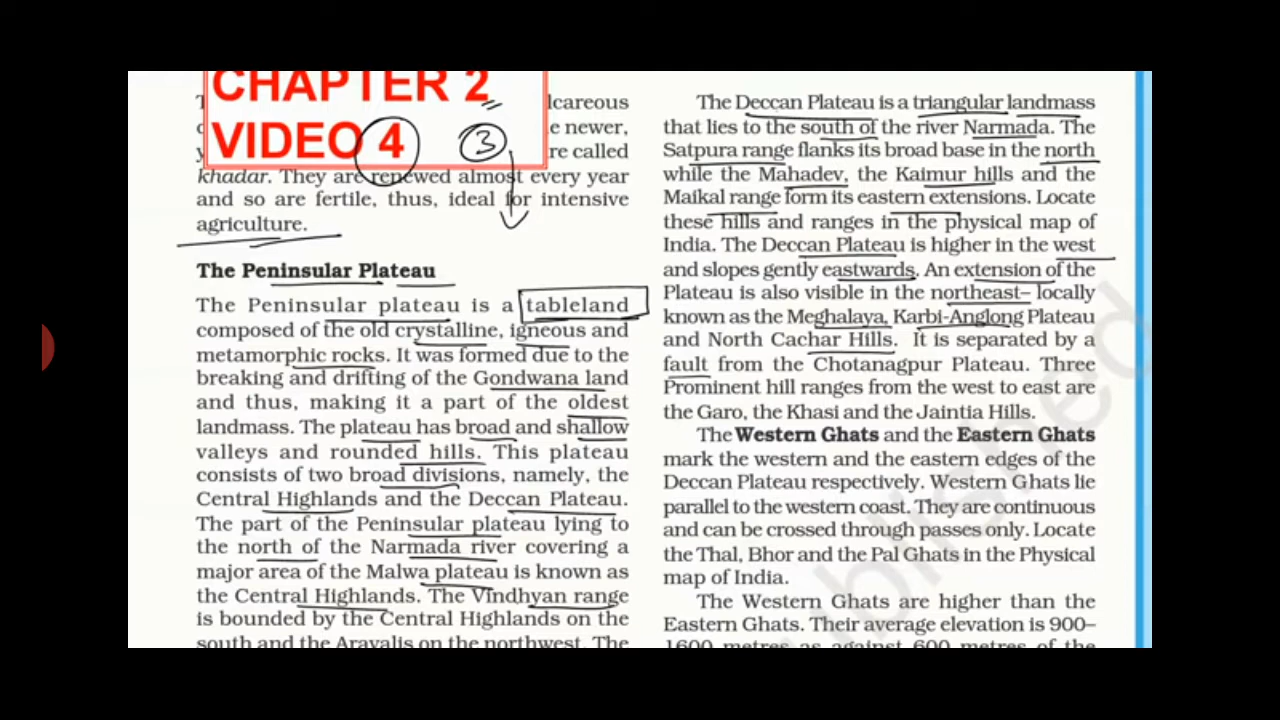 CHAPTER 2
VIDEO 4
3
lcareous
newer,
re called
khadar. They are renewed almost every year
and so are fertile, thus, ideal for intensive
agriculture.
The Peninsular Plateau
The Peninsular plateau is a tableland
composed of the old crystalline, igneous and
metamorphic rocks. It was formed due to the
breaking and drifting of the Gondwana land
and thus, making it a part of the oldest
landmass. The plateau has broad and shallow
valleys and rounded hills. This plateau
consists of two broad divisions, namely, the
Central Highlands and the Deccan Plateau.
The part of the Peninsular plateau lying to
the north of the Narmada river covering a
major area of the Malwa plateau is known as
the Central Highlands. The Vindhyan range
is bounded by the Central Highlands on the
south and the Aravalis on the northwest. The
The Deccan Plateau is a triangular landmass
that lies to the south of the river Narmada. The
Satpura range flanks its broad base in the north
while the Mahadev, the Kaimur hills and the
Maikal range form its eastern extensions. Locate
these hills and ranges in the physical map of
India. The Deccan Plateau is higher in the west
and slopes gently eastwards. An extension of the
Plateau is also visible in the northeast– locally
known as the Meghalaya, Karbi-Anglong Plateau
and North Cachar Hills. It is separated by a
fault from the Chotanagpur Plateau. Three
Prominent hill ranges from the west to east are
the Garo, the Khasi and the Jaintia Hills.
The Western Ghats and the Eastern Ghats
mark the western and the eastern edges of the
Deccan Plateau respectively. Western Ghats lie
parallel to the western coast. They are continuous
and can be crossed through passes only. Locate
the Thal, Bhor and the Pal Ghats in the Physical
map of India.
The Western Ghats are higher than the
Eastern Ghats. Their average elevation is 900–
1600 metres as against 600 metres of the